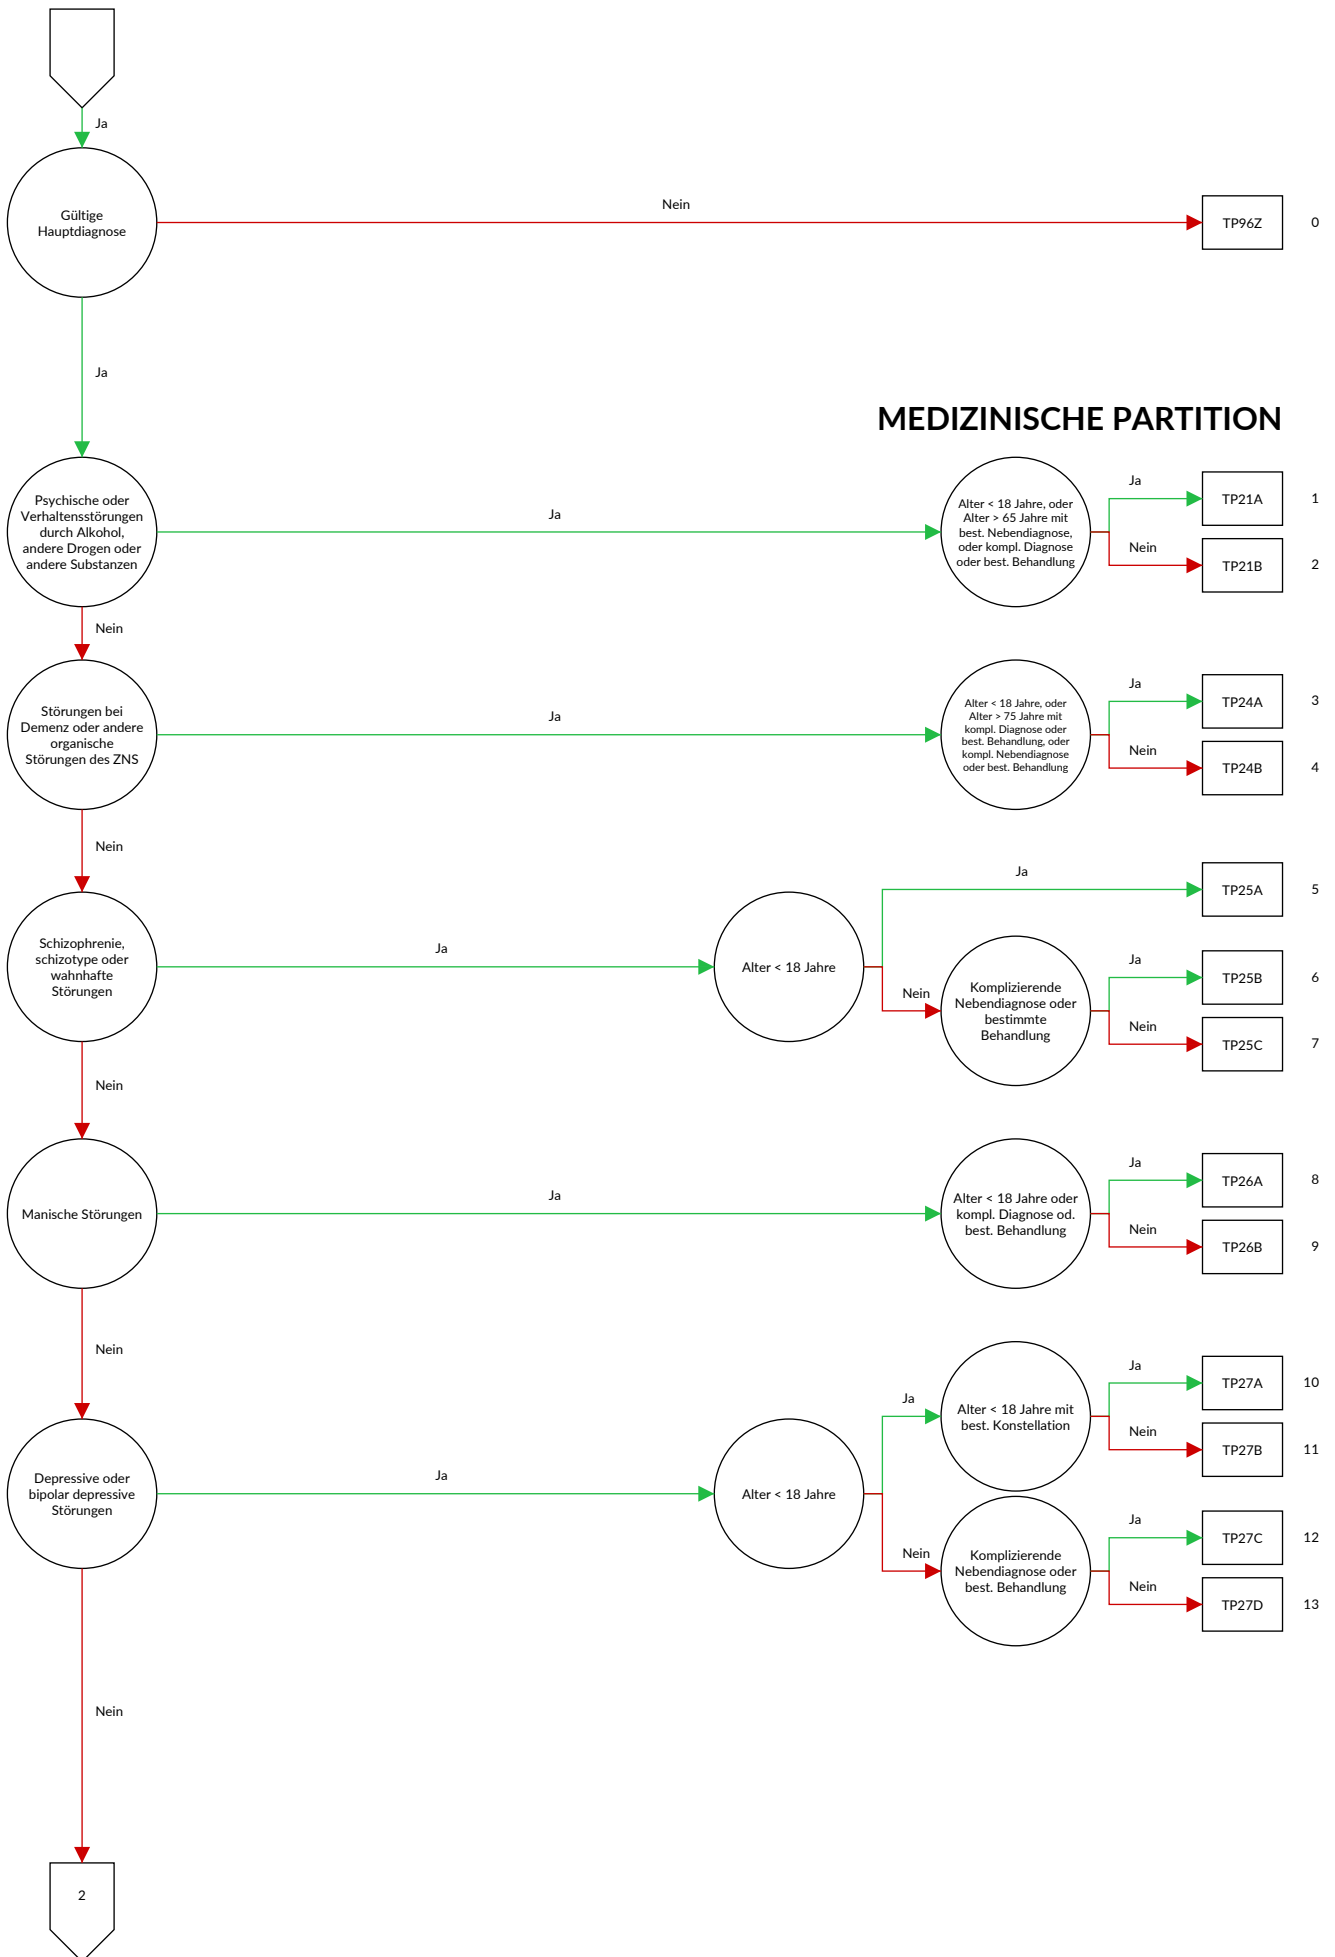 Ja
Gültige
Hauptdiagnose
Nein
TP96Z
0
Ja
MEDIZINISCHE PARTITION
Psychische oder
Verhaltensstörungen
durch Alkohol,
andere Drogen oder
andere Substanzen
Ja
Alter < 18 Jahre, oder
Alter > 65 Jahre mit
best. Nebendiagnose,
oder kompl. Diagnose
oder best. Behandlung
Ja
TP21A
1
Nein
TP21B
2
Nein
Störungen bei
Demenz oder andere
organische
Störungen des ZNS
Ja
Alter < 18 Jahre, oder
Alter > 75 Jahre mit
kompl. Diagnose oder
best. Behandlung, oder
kompl. Nebendiagnose
oder best. Behandlung
Ja
TP24A
3
Nein
TP24B
4
Nein
Schizophrenie,
schizotype oder
wahnhafte
Störungen
Ja
Alter < 18 Jahre
Ja
TP25A
5
Nein
Komplizierende
Nebendiagnose oder
bestimmte
Behandlung
Ja
TP25B
6
Nein
TP25C
7
Nein
Manische Störungen
Ja
Alter < 18 Jahre oder
kompl. Diagnose od.
best. Behandlung
Ja
TP26A
8
Nein
TP26B
9
Nein
Depressive oder
bipolar depressive
Störungen
Ja
Alter < 18 Jahre
Ja
Alter < 18 Jahre mit
best. Konstellation
Ja
TP27A
10
Nein
TP27B
11
Nein
Komplizierende
Nebendiagnose oder
best. Behandlung
Ja
TP27C
12
Nein
TP27D
13
Nein
2